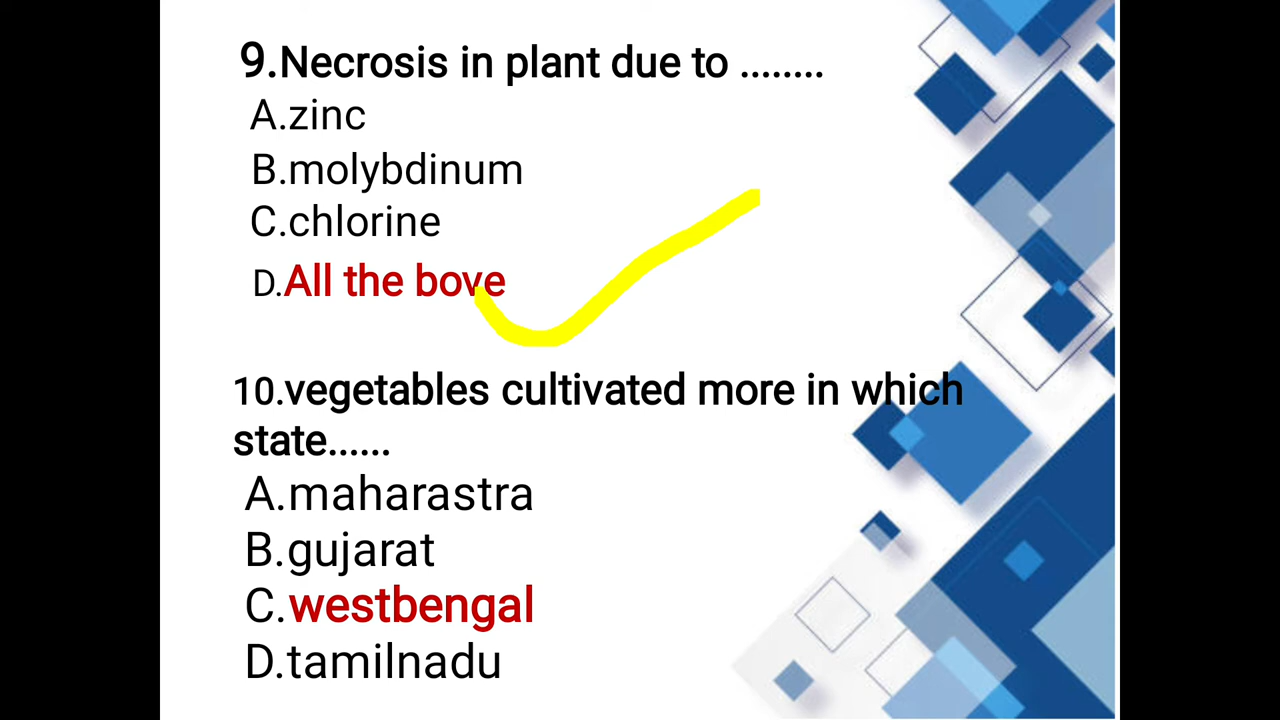 9.Necrosis in plant due to ........
A.zinc
B.molybdinum
C.chlorine
D.All the bove
10.vegetables cultivated more in which
state......
A.maharastra
B.gujarat
C.westbengal
D.tamilnadu